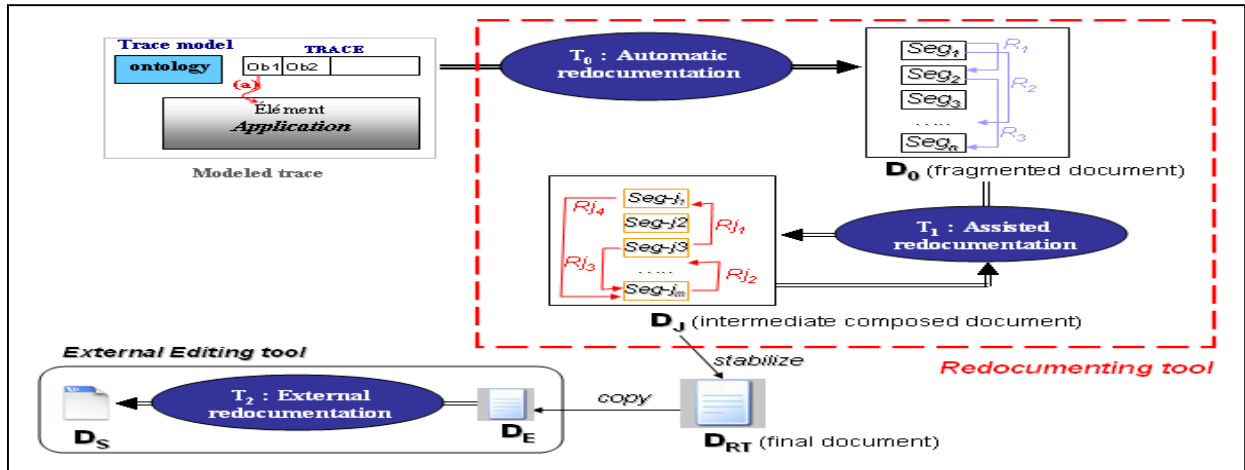 Trace model
TRACE
ontology
Ob1 Ob2
(a)
Élément
Application
Modeled trace
T0 : Automatic
redocumentation
Seg1
Seg2
Seg3
.....
Segn
R1
R2
R3
D0 (fragmented document)
T1 : Assisted
redocumentation
Seg-j1
Seg-j2
Seg-j3
.....
Seg-jm
Rj4
Rj1
Rj3
Rj2
DJ (intermediate composed document)
Redocumenting tool
stabilize
External Editing tool
T2 : External
redocumentation
DS
DE
copy
DRT (final document)